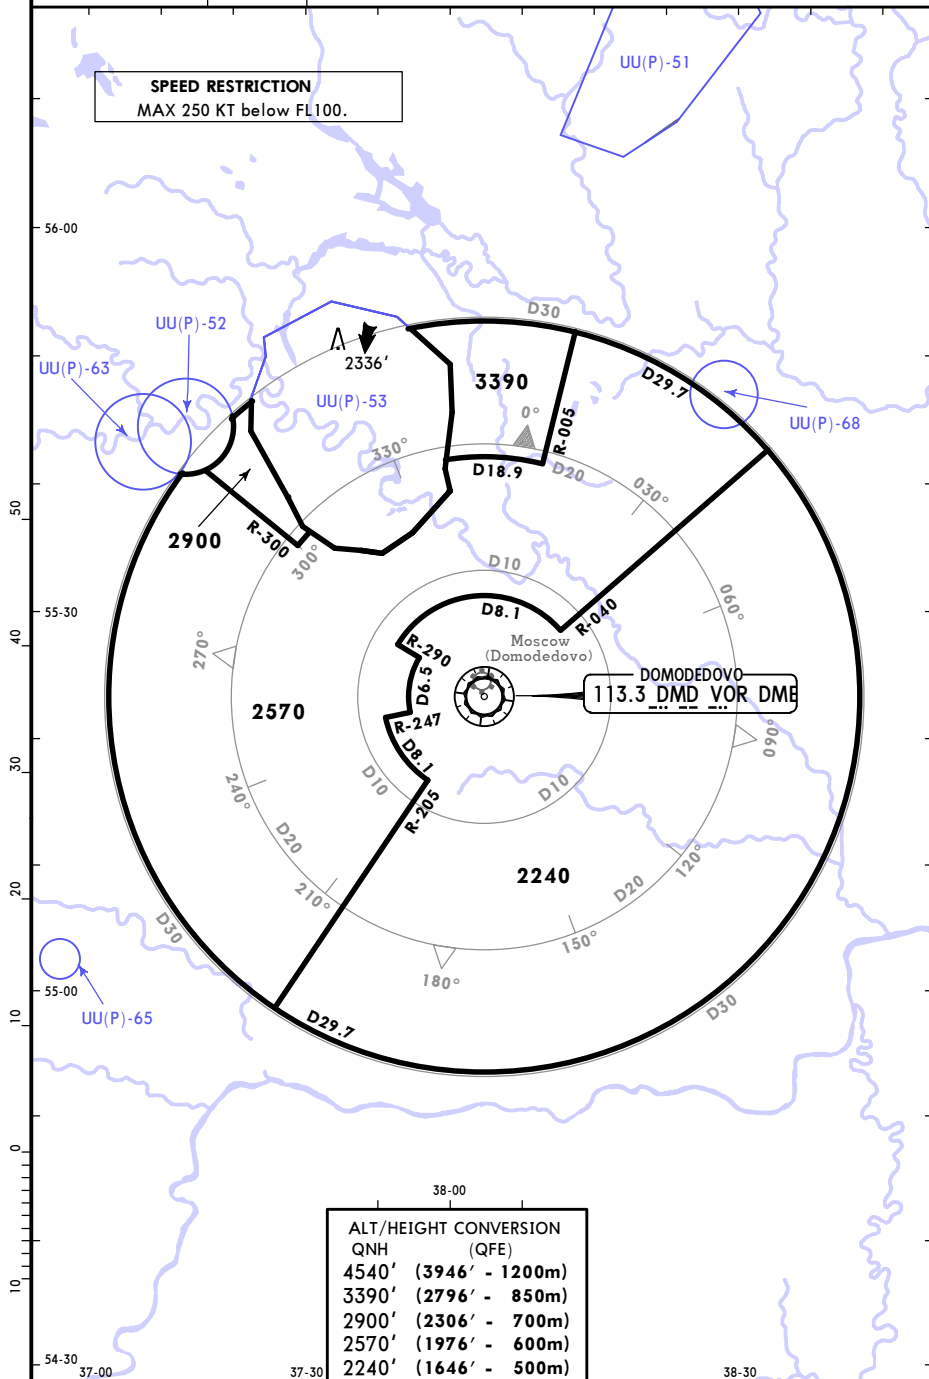 UU(P)-51
SPEED RESTRICTION
MAX 250 KT below FL100.
56-00
D30
UU(P)-52
2336'
UU(P)-63
3390
D29.7
UU(P)-53
0°
UU(P)-68
R-005
330°
D18.9
D20
030°
50
2900
R-300
300°
D10
55-30
D8.1
R-040
060°
40
270°
Moscow
(Domodedovo)
R-290
D6.5
DOMODEDOVO
113.3 DMD VOR DME
2570
R-247
090°
30
D8.1
D10
D10
240°
R-205
D20
120°
2240
20
210°
D20
D30
150°
180°
55-00
UU(P)-65
10
D29.7
D30
0
38-00
ALT/HEIGHT CONVERSION
QNH (QFE)
4540' (3946' - 1200m)
3390' (2796' - 850m)
2900' (2306' - 700m)
2570' (1976' - 600m)
2240' (1646' - 500m)
10
54-30
37-00
37-30
38-30